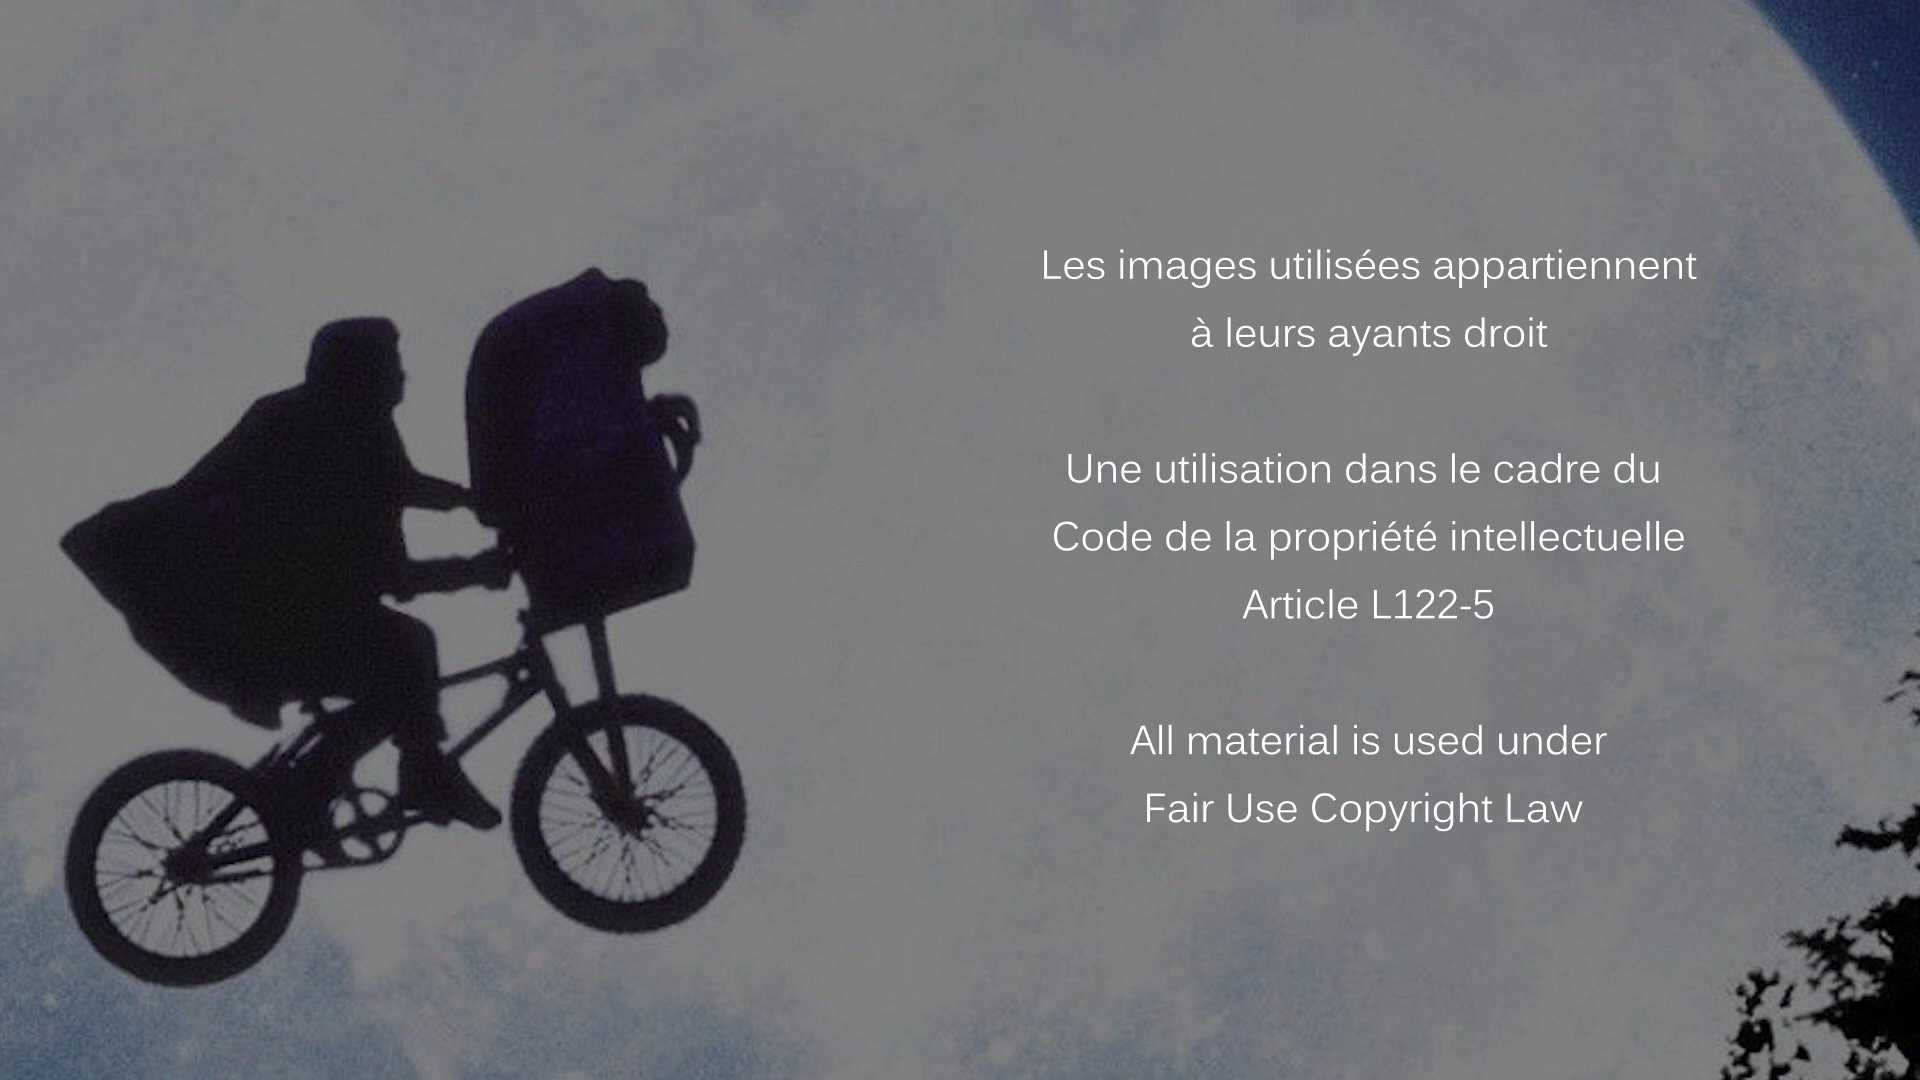 Les images utilisées appartiennent
à leurs ayants droit
Une utilisation dans le cadre du
Code de la propriété intellectuelle
Article L122-5
All material is used under
Fair Use Copyright Law